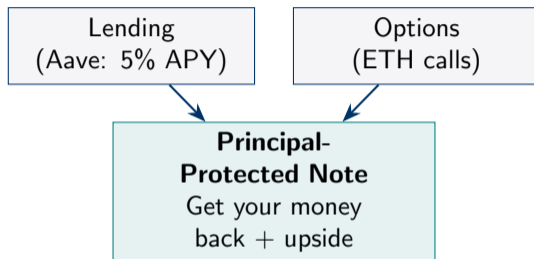 Lending
(Aave: 5% APY)
Options
(ETH calls)
Principal-
Protected Note
Get your money
back + upside